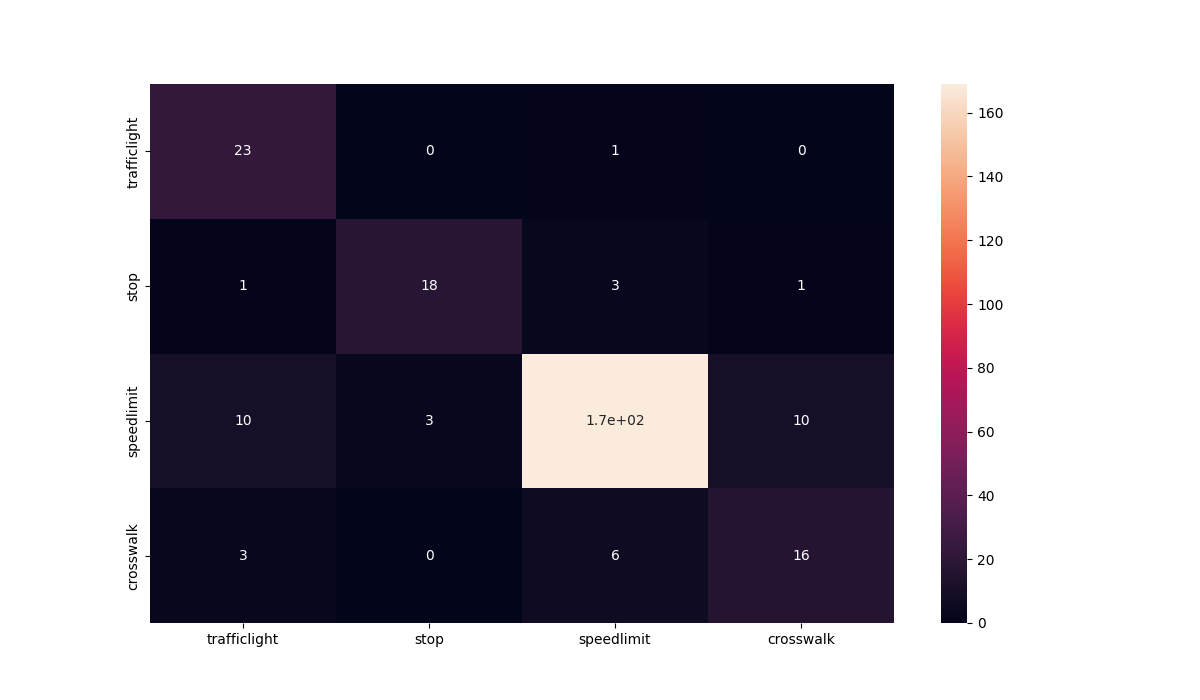 trafficlight 23 0 1 0
stop 1 18 3 1
speedlimit 10 3 1.7e+02 10
crosswalk 3 0 6 16
trafficlight stop speedlimit crosswalk
160
140
120
100
80
60
40
20
0